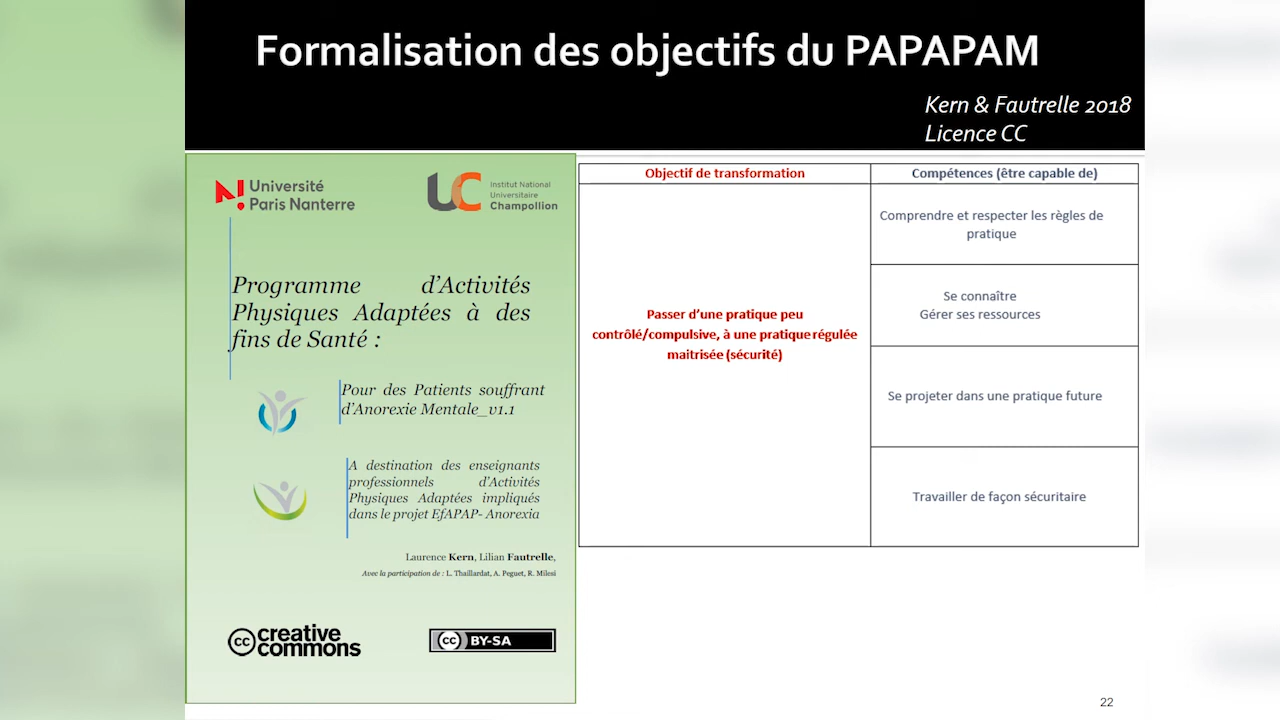 Formalisation des objectifs du PAPAPAM
Kern & Fautrelle 2018
Licence CC
Université
Paris Nanterre
UC
Institut National
Universitaire
Champollion
Programme d’Activités
Physiques Adaptées à des
fins de Santé :
Pour des Patients souffrant
d’Anorexie Mentale_v1.1
A destination des enseignants
professionnels d’Activités
Physiques Adaptées impliqués
dans le projet EfAPAP- Anorexia
Laurence Kern, Lilian Fautrelle,
Avec la participation de : L. Thaillardat, A. Peguet, R. Milesi
cc creative
commons
cc BY-SA
Objectif de transformation
Compétences (être capable de)
Passer d’une pratique peu
contrôlé/compulsive, à une pratique régulée
maitrisée (sécurité)
Comprendre et respecter les règles de
pratique
Se connaître
Gérer ses ressources
Se projeter dans une pratique future
Travailler de façon sécuritaire
22